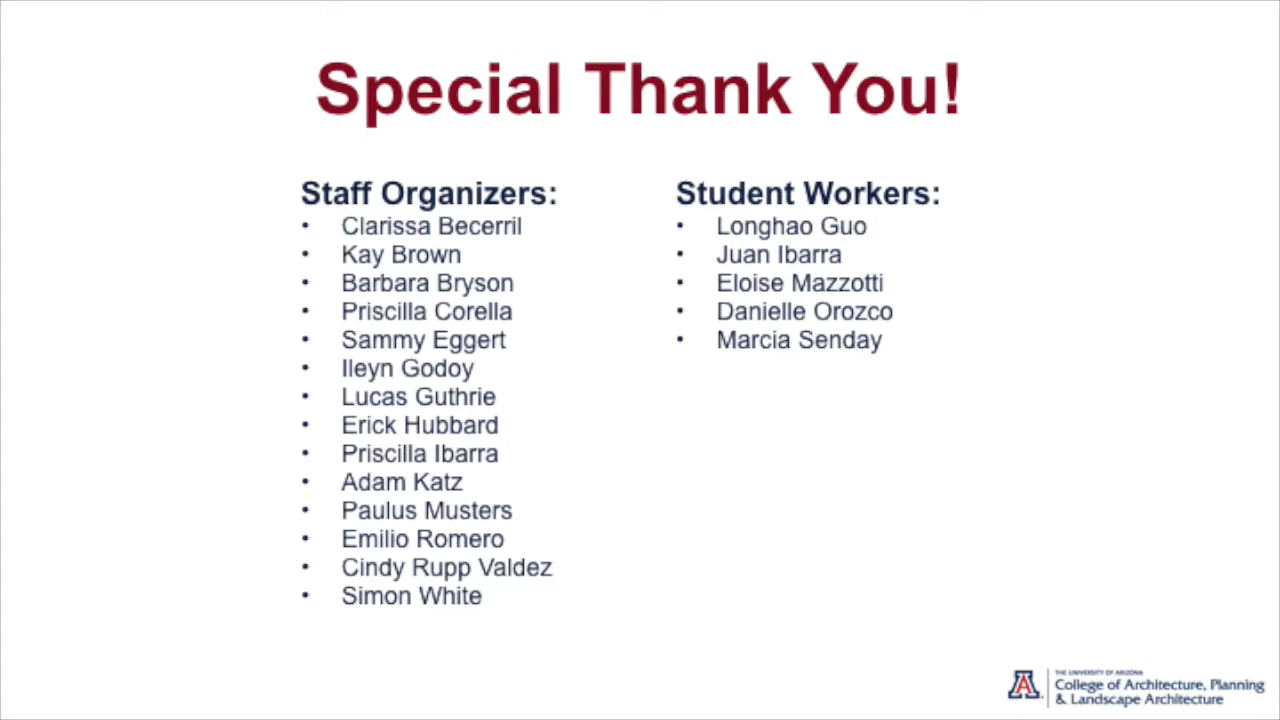 Special Thank You!
Staff Organizers:
• Clarissa Becerril
• Kay Brown
• Barbara Bryson
• Priscilla Corella
• Sammy Eggert
• Ileyn Godoy
• Lucas Guthrie
• Erick Hubbard
• Priscilla Ibarra
• Adam Katz
• Paulus Musters
• Emilio Romero
• Cindy Rupp Valdez
• Simon White
Student Workers:
• Longhao Guo
• Juan Ibarra
• Eloise Mazzotti
• Danielle Orozco
• Marcia Senday
A
THE UNIVERSITY OF ARIZONA
College of Architecture, Planning
& Landscape Architecture